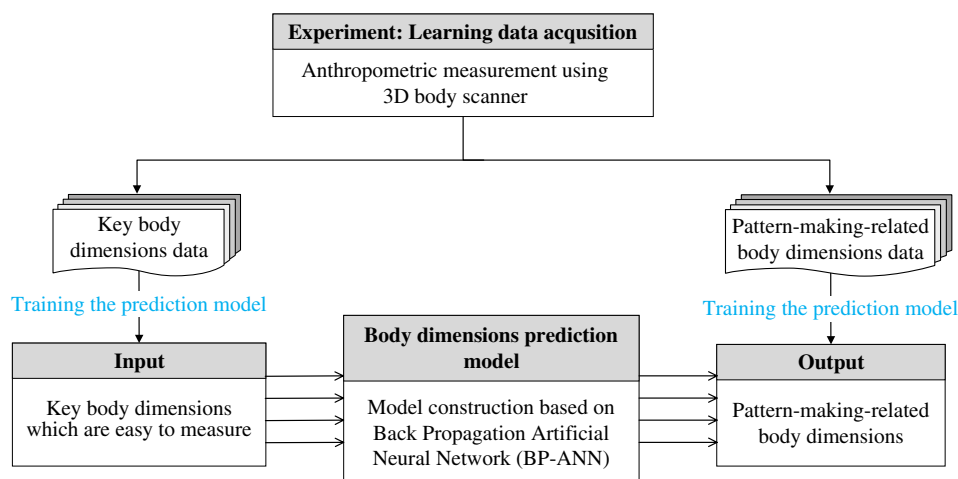 Experiment: Learning data acqusition
Anthropometric measurement using
3D body scanner
Key body
dimensions data
Pattern-making-related
body dimensions data
Training the prediction model
Training the prediction model
Input
Key body dimensions
which are easy to measure
Body dimensions prediction
model
Model construction based on
Back Propagation Artificial
Neural Network (BP-ANN)
Output
Pattern-making-related
body dimensions